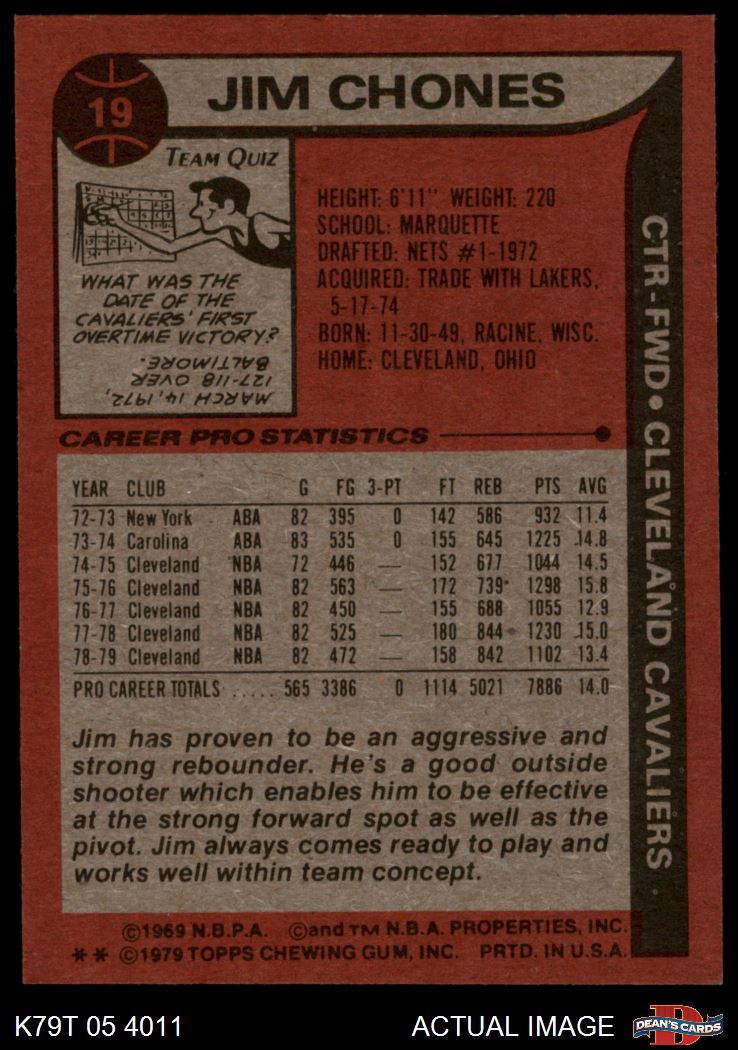 19
JIM CHONES
TEAM QUIZ
WHAT WAS THE
DATE OF THE
CAVALIERS' FIRST
OVERTIME VICTORY?
MARCH 14, 1972,
127-118 OVER
BALTIMORE.
HEIGHT: 6'11" WEIGHT: 220
SCHOOL: MARQUETTE
DRAFTED: NETS #1-1972
ACQUIRED: TRADE WITH LAKERS,
5-17-74
BORN: 11-30-49, RACINE, WISC.
HOME: CLEVELAND, OHIO
CTR-FWD • CLEVELAND CAVALIERS
CAREER PRO STATISTICS
YEAR CLUB G FG 3-PT FT REB PTS AVG
72-73 New York ABA 82 395 0 142 586 932 11.4
73-74 Carolina ABA 83 535 0 155 645 1225 14.8
74-75 Cleveland NBA 72 446 — 152 677 1044 14.5
75-76 Cleveland NBA 82 563 — 172 739 1298 15.8
76-77 Cleveland NBA 82 450 — 155 688 1055 12.9
77-78 Cleveland NBA 82 525 — 180 844 1230 15.0
78-79 Cleveland NBA 82 472 — 158 842 1102 13.4
PRO CAREER TOTALS ..... 565 3386 0 1114 5021 7886 14.0
Jim has proven to be an aggressive and
strong rebounder. He's a good outside
shooter which enables him to be effective
at the strong forward spot as well as the
pivot. Jim always comes ready to play and
works well within team concept.
©1969 N.B.P.A. ©and TM N.B.A. PROPERTIES, INC.
** ©1979 TOPPS CHEWING GUM, INC. PRTD. IN U.S.A.
K79T 05 4011
ACTUAL IMAGE
D
DEAN'S CARDS